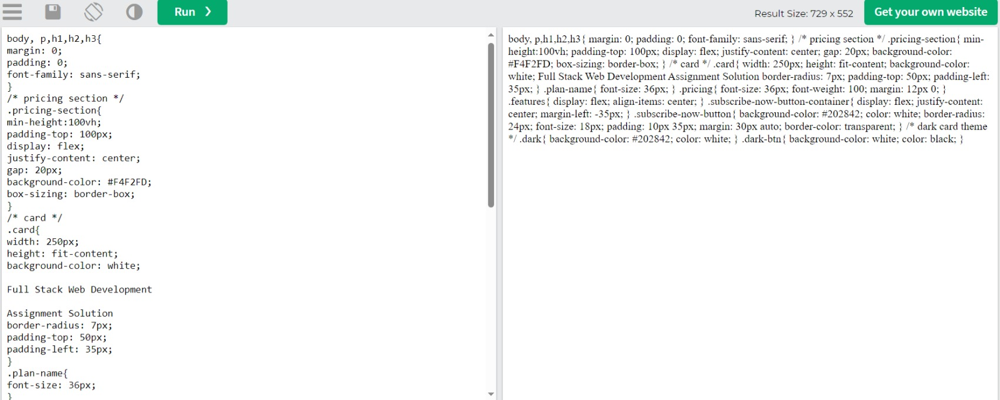 Run ❯
Result Size: 729 x 552
Get your own website
body, p,h1,h2,h3{
margin: 0;
padding: 0;
font-family: sans-serif;
}
/* pricing section */
.pricing-section{
min-height:100vh;
padding-top: 100px;
display: flex;
justify-content: center;
gap: 20px;
background-color: #F4F2FD;
box-sizing: border-box;
}
/* card */
.card{
width: 250px;
height: fit-content;
background-color: white;
Full Stack Web Development
Assignment Solution
border-radius: 7px;
padding-top: 50px;
padding-left: 35px;
}
.plan-name{
font-size: 36px;
}
body, p,h1,h2,h3{ margin: 0; padding: 0; font-family: sans-serif; } /* pricing section */ .pricing-section{ min-
height:100vh; padding-top: 100px; display: flex; justify-content: center; gap: 20px; background-color:
#F4F2FD; box-sizing: border-box; } /* card */ .card{ width: 250px; height: fit-content; background-color:
white; Full Stack Web Development Assignment Solution border-radius: 7px; padding-top: 50px; padding-left:
35px; } .plan-name{ font-size: 36px; } .pricing{ font-size: 36px; font-weight: 100; margin: 12px 0; }
.features{ display: flex; align-items: center; } .subscribe-now-button-container{ display: flex; justify-content:
center; margin-left: -35px; } .subscribe-now-button{ background-color: #202842; color: white; border-radius:
24px; font-size: 18px; padding: 10px 35px; margin: 30px auto; border-color: transparent; } /* dark card theme
*/ .dark{ background-color: #202842; color: white; } .dark-btn{ background-color: white; color: black; }